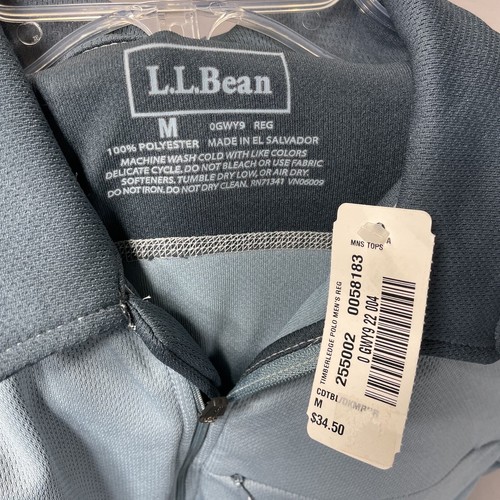 L.L.Bean
M 0GWY9 REG
100% POLYESTER MADE IN EL SALVADOR
MACHINE WASH COLD WITH LIKE COLORS
DELICATE CYCLE. DO NOT BLEACH OR USE FABRIC
SOFTENERS. TUMBLE DRY LOW, OR AIR DRY.
DO NOT IRON. DO NOT DRY CLEAN. RN71341 VN06009
A
MNS TOPS
TIMBERLEDGE POLO MEN'S REG
255002 0058183
0 GWY9 22 004
CDTBL
M
$34.50